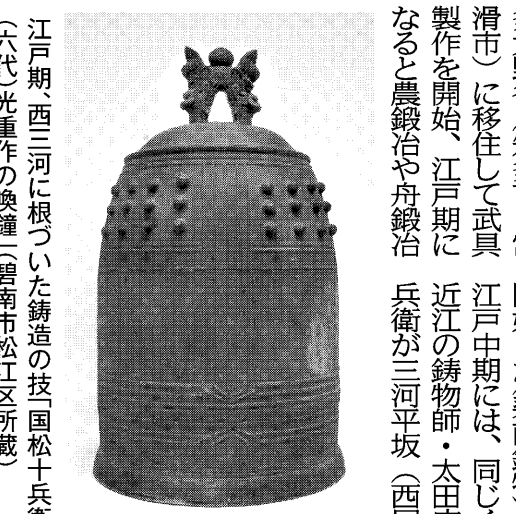 滑市）に移住して武具
製作を開始、江戸期に
なると農鍛冶や舟鍛冶
江戸中期には、同じく
近江の鋳物師・太田
兵衛が三河平坂（西
江戸期、西三河に根づいた鋳造の技「国松十兵衛
（六代）光重作の喚鐘」（碧南市松江区所蔵）